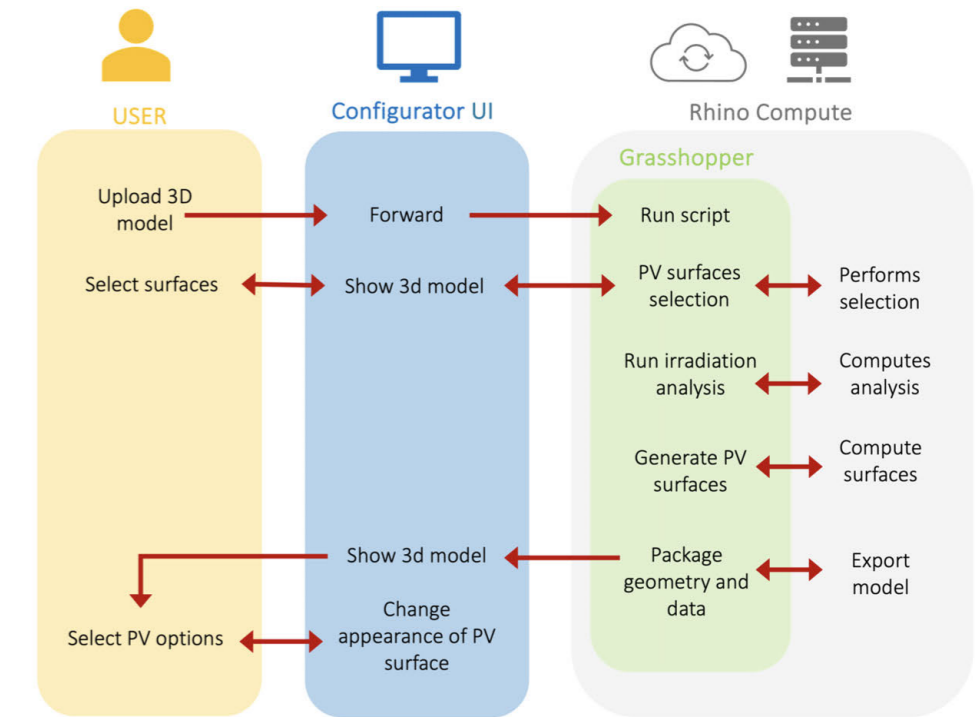 USER
Configurator UI
Rhino Compute
Grasshopper
Upload 3D
model
Forward
Run script
Select surfaces
Show 3d model
PV surfaces
selection
Performs
selection
Run irradiation
analysis
Computes
analysis
Generate PV
surfaces
Compute
surfaces
Show 3d model
Package
geometry and
data
Export
model
Select PV options
Change
appearance of PV
surface